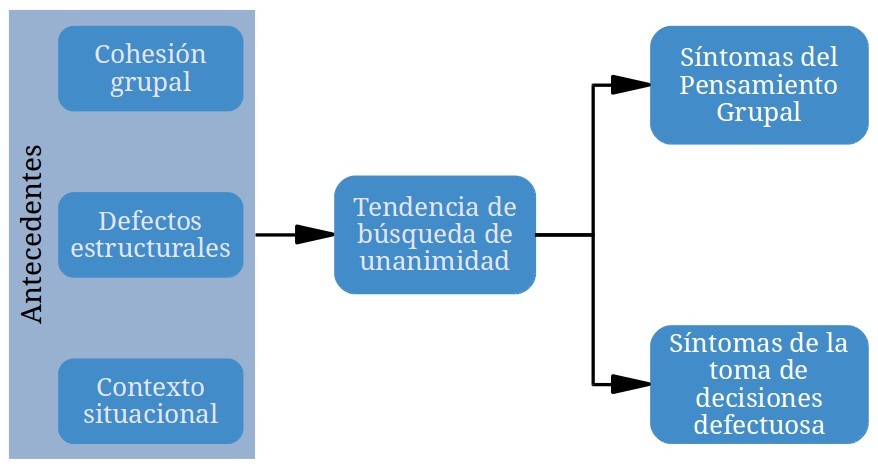 Antecedentes
Cohesión
grupal
Defectos
estructurales
Contexto
situacional
Tendencia de
búsqueda de
unanimidad
Síntomas del
Pensamiento
Grupal
Síntomas de la
toma de
decisiones
defectuosa